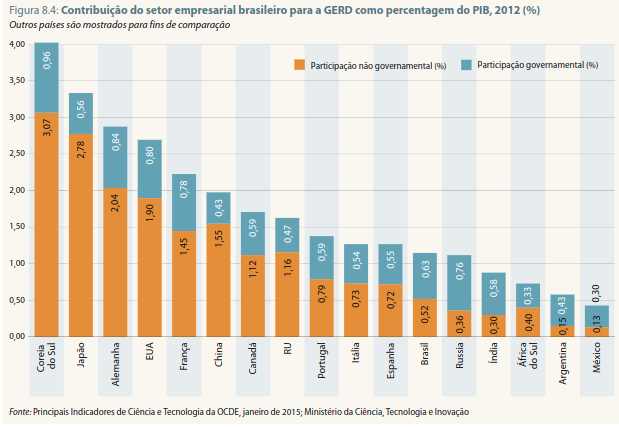 Figura 8.4: Contribuição do setor empresarial brasileiro para a GERD como percentagem do PIB, 2012 (%)
Outros países são mostrados para fins de comparação
Participação não governamental (%)
Participação governamental (%)
4,00
3,50
3,00
2,50
2,00
1,50
1,00
0,50
0,00
0,96
0,56
0,84
0,80
0,78
0,43
0,59
0,47
0,59
0,54
0,55
0,63
0,76
0,58
0,33
0,43
0,30
3,07
2,78
2,04
1,90
1,45
1,55
1,12
1,16
0,79
0,73
0,72
0,52
0,36
0,30
0,40
0,15
0,13
Coreia
do Sul
Japão
Alemanha
EUA
França
China
Canadá
RU
Portugal
Itália
Espanha
Brasil
Russia
Índia
África
do Sul
Argentina
México
Fonte: Principais Indicadores de Ciência e Tecnologia da OCDE, janeiro de 2015; Ministério da Ciência, Tecnologia e Inovação